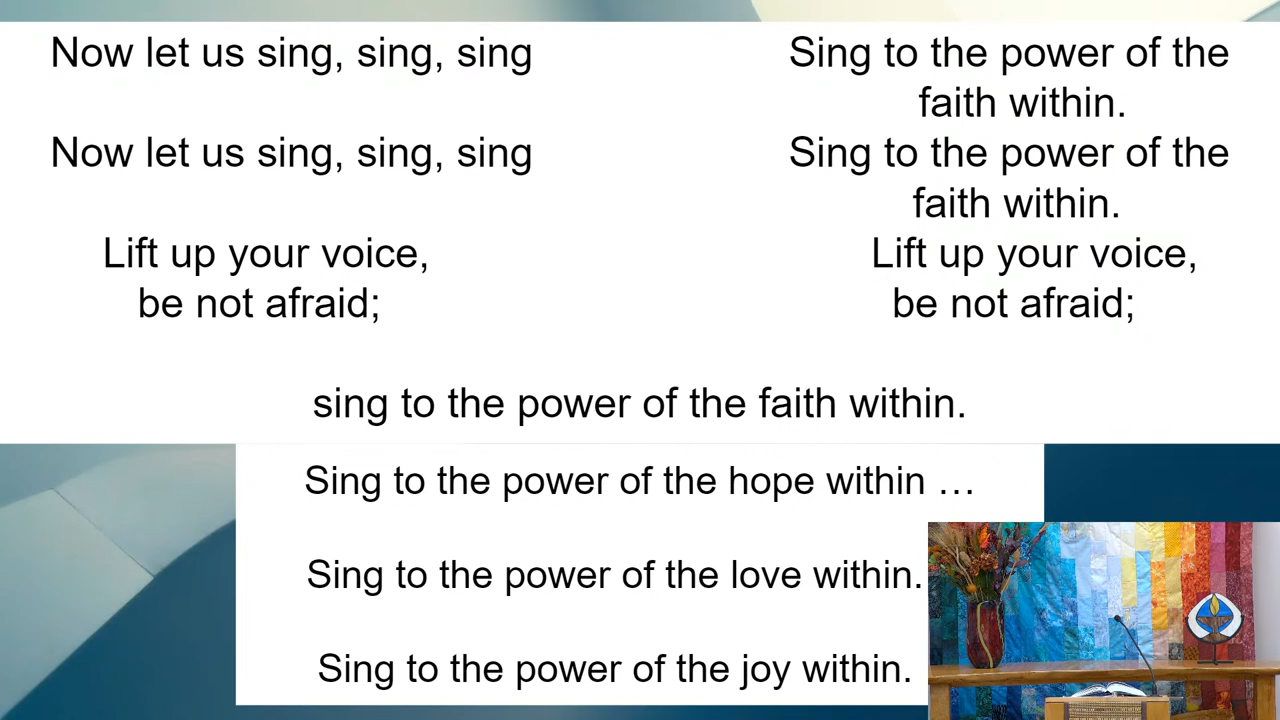 Now let us sing, sing, sing
Sing to the power of the
faith within.
Now let us sing, sing, sing
Sing to the power of the
faith within.
Lift up your voice,
be not afraid;
Lift up your voice,
be not afraid;
sing to the power of the faith within.
Sing to the power of the hope within …
Sing to the power of the love within.
Sing to the power of the joy within.